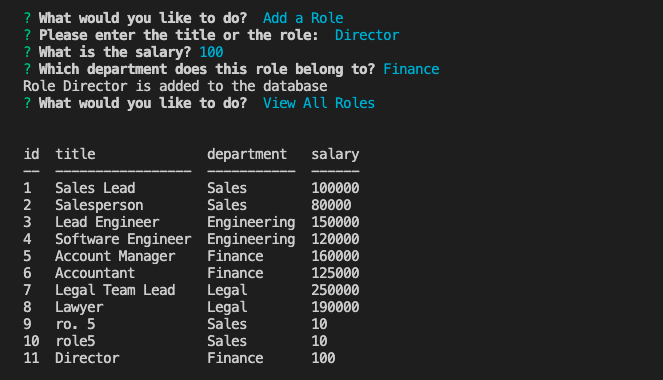 ? What would you like to do?  Add a Role
? Please enter the title or the role:  Director
? What is the salary? 100
? Which department does this role belong to? Finance
Role Director is added to the database
? What would you like to do?  View All Roles
id  title              department   salary
--  -----------------  -----------  ------
1   Sales Lead         Sales        100000
2   Salesperson        Sales        80000
3   Lead Engineer      Engineering  150000
4   Software Engineer  Engineering  120000
5   Account Manager    Finance      160000
6   Accountant         Finance      125000
7   Legal Team Lead    Legal        250000
8   Lawyer             Legal        190000
9   ro. 5              Sales        10
10  role5              Sales        10
11  Director           Finance      100